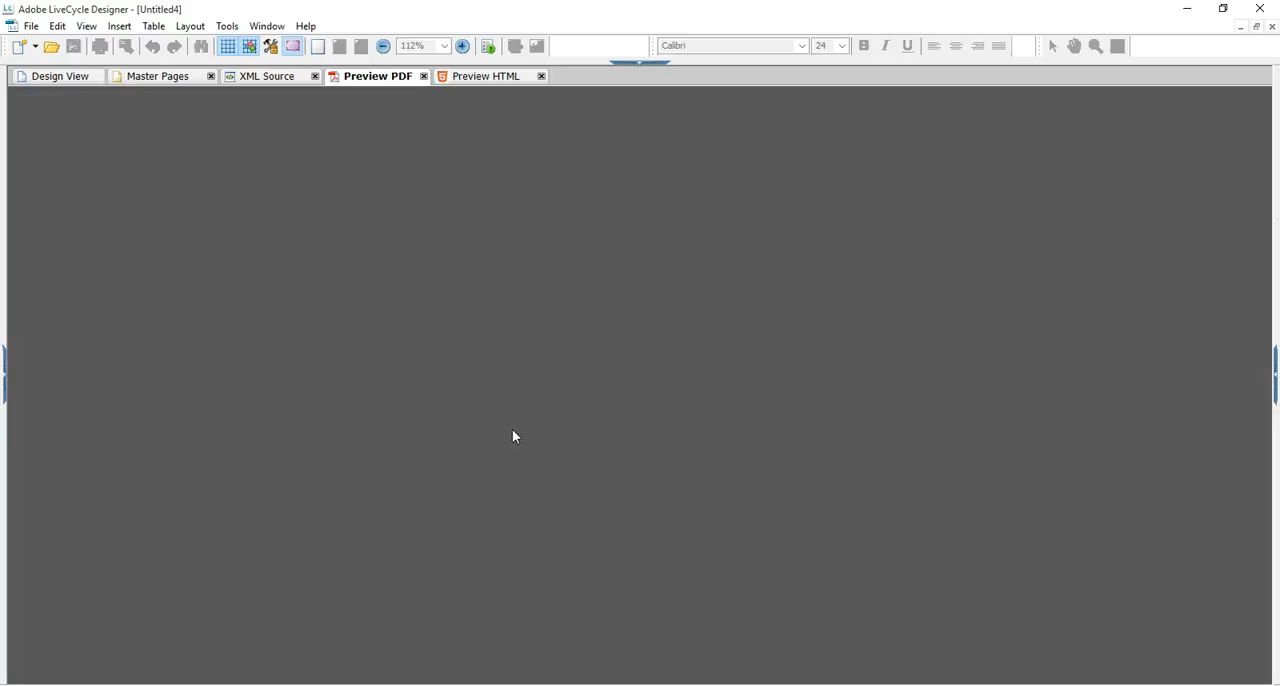 Adobe LiveCycle Designer - [Untitled4]
File Edit View Insert Table Layout Tools Window Help
112% Calibri 24 B I U
Design View Master Pages XML Source Preview PDF Preview HTML